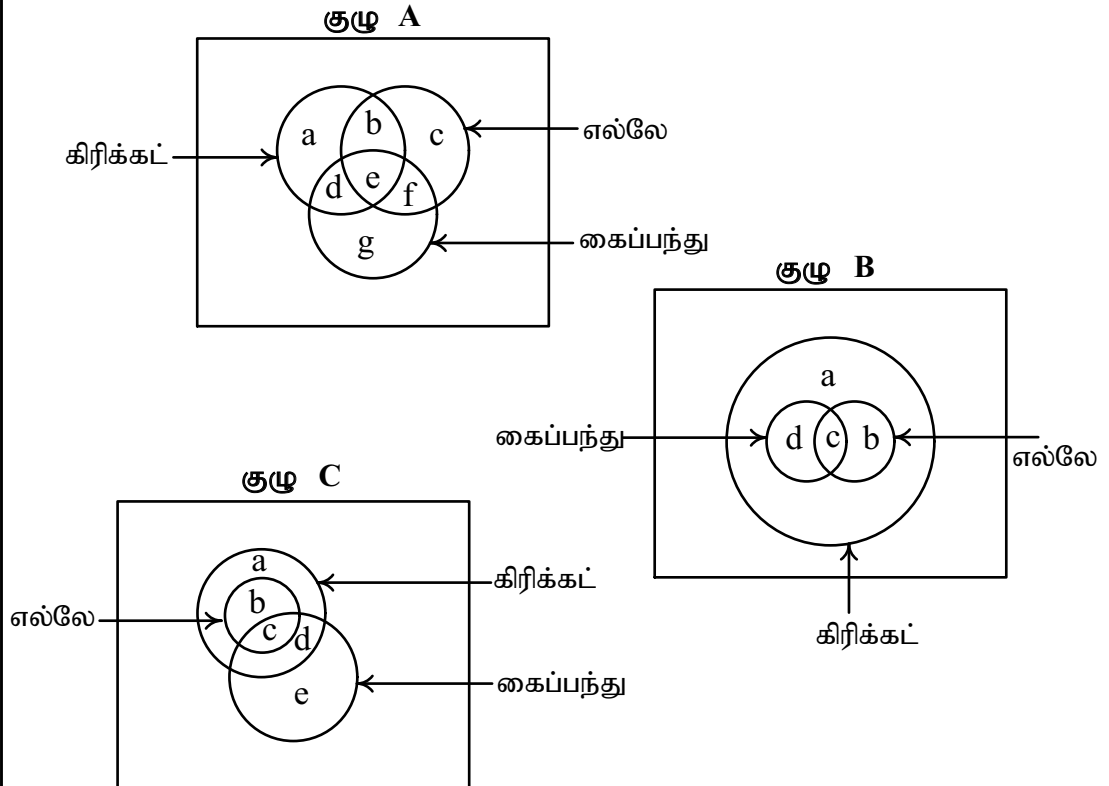 குழு A
a
b
c
எல்லே
கிரிக்கட்
d
e
f
g
கைப்பந்து
குழு B
a
கைப்பந்து
d
c
b
எல்லே
கிரிக்கட்
குழு C
a
கிரிக்கட்
b
எல்லே
c
d
e
கைப்பந்து